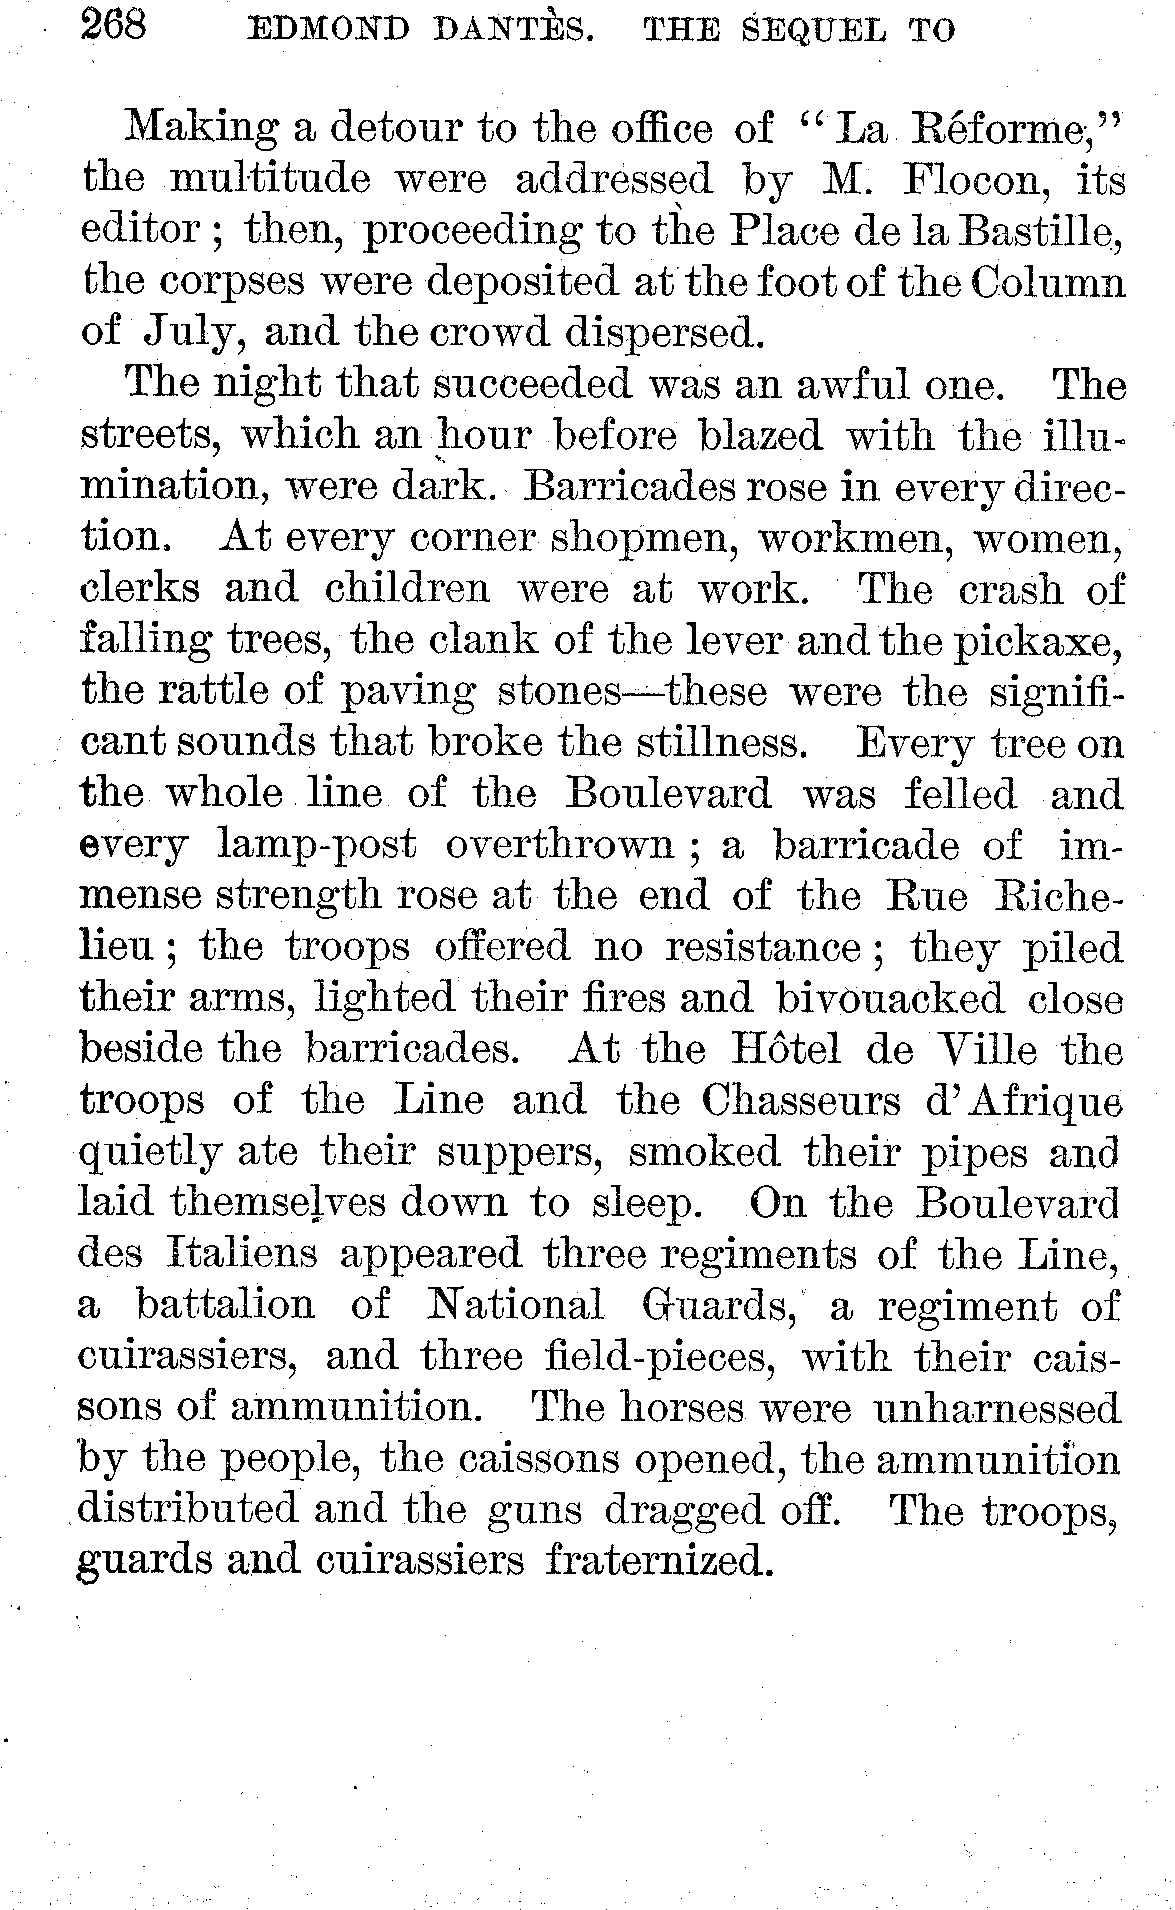 268 EDMOND DANTÈS. THE SEQUEL TO
Making a detour to the office of “La Réforme,”
the multitude were addressed by M. Flocon, its
editor; then, proceeding to the Place de la Bastille,
the corpses were deposited at the foot of the Column
of July, and the crowd dispersed.
The night that succeeded was an awful one. The
streets, which an hour before blazed with the illu-
mination, were dark. Barricades rose in every direc-
tion. At every corner shopmen, workmen, women,
clerks and children were at work. The crash of
falling trees, the clank of the lever and the pickaxe,
the rattle of paving stones—these were the signifi-
cant sounds that broke the stillness. Every tree on
the whole line of the Boulevard was felled and
every lamp-post overthrown; a barricade of im-
mense strength rose at the end of the Rue Riche-
lieu; the troops offered no resistance; they piled
their arms, lighted their fires and bivouacked close
beside the barricades. At the Hôtel de Ville the
troops of the Line and the Chasseurs d'Afrique
quietly ate their suppers, smoked their pipes and
laid themselves down to sleep. On the Boulevard
des Italiens appeared three regiments of the Line,
a battalion of National Guards, a regiment of
cuirassiers, and three field-pieces, with their cais-
sons of ammunition. The horses were unharnessed
by the people, the caissons opened, the ammunition
distributed and the guns dragged off. The troops,
guards and cuirassiers fraternized.